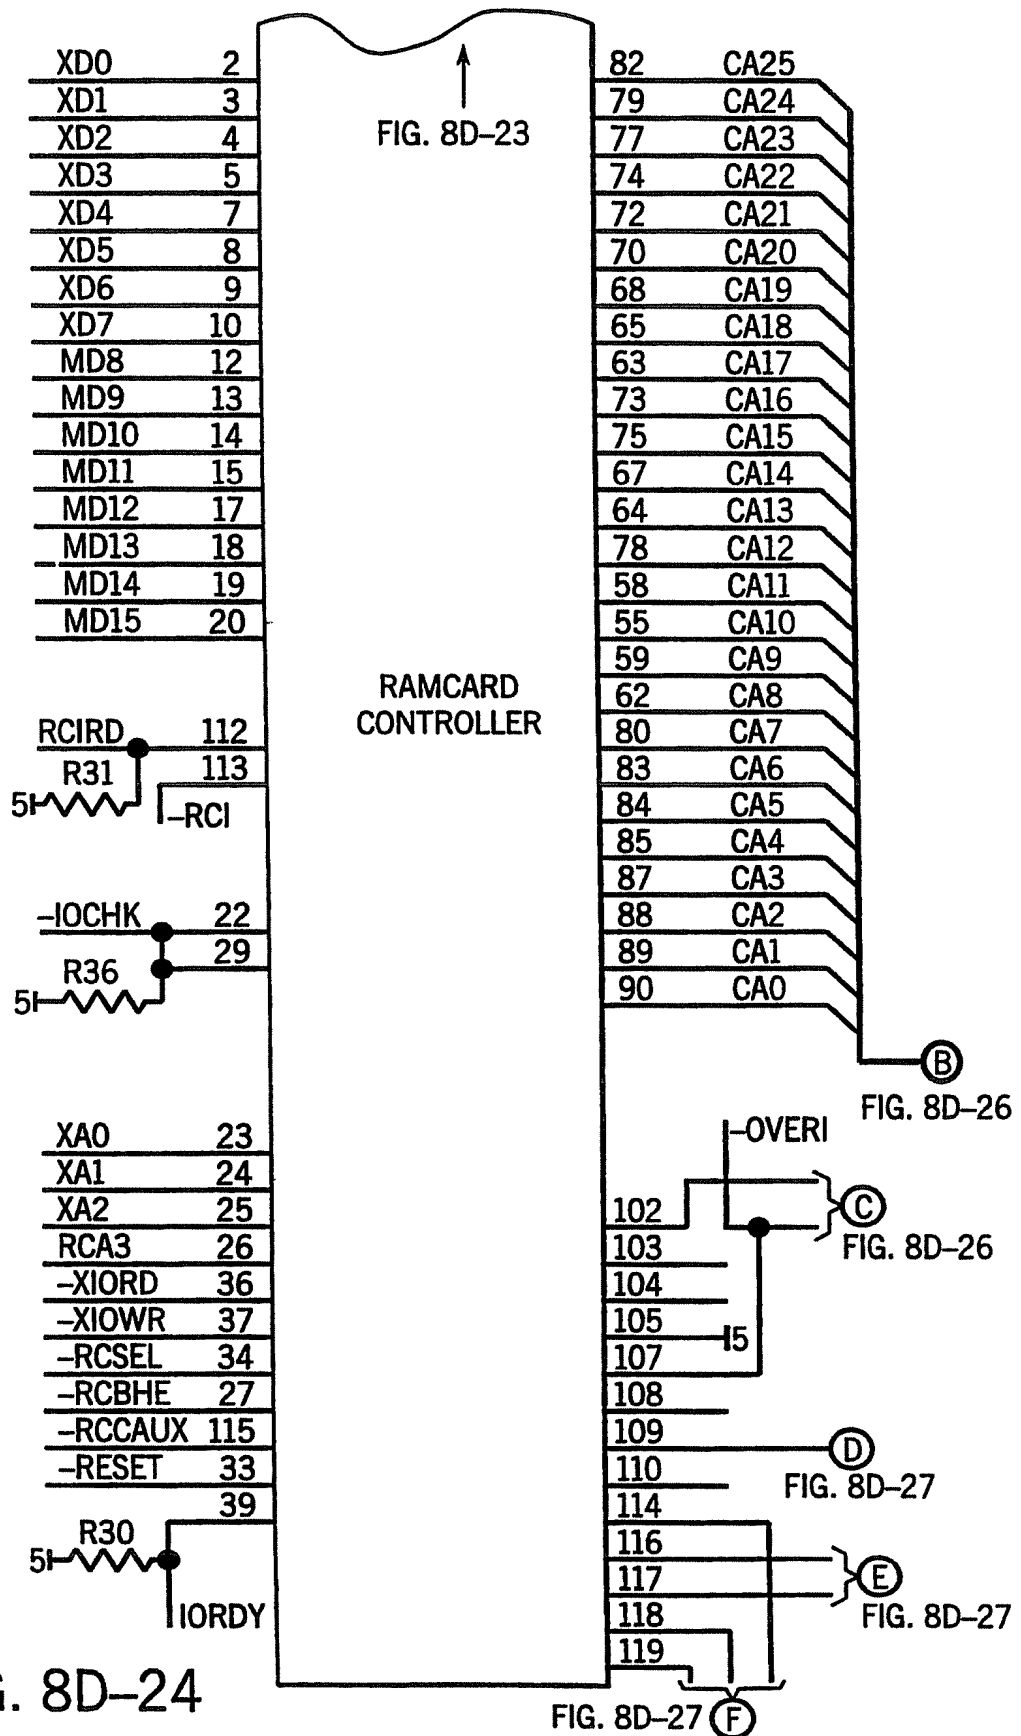 FIG. 8D–23
RAMCARD
CONTROLLER
XD0 2
XD1 3
XD2 4
XD3 5
XD4 7
XD5 8
XD6 9
XD7 10
MD8 12
MD9 13
MD10 14
MD11 15
MD12 17
MD13 18
MD14 19
MD15 20
RCIRD 112
113
R31
5
–RCI
–IOCHK 22
29
R36
5
XA0 23
XA1 24
XA2 25
RCA3 26
–XIORD 36
–XIOWR 37
–RCSEL 34
–RCBHE 27
–RCCAUX 115
–RESET 33
39
R30
5
IORDY
82 CA25
79 CA24
77 CA23
74 CA22
72 CA21
70 CA20
68 CA19
65 CA18
63 CA17
73 CA16
75 CA15
67 CA14
64 CA13
78 CA12
58 CA11
55 CA10
59 CA9
62 CA8
80 CA7
83 CA6
84 CA5
85 CA4
87 CA3
88 CA2
89 CA1
90 CA0
B
FIG. 8D–26
–OVERI
102
C
FIG. 8D–26
103
104
105 5
107
108
109 D
FIG. 8D–27
110
114
116
117
E
FIG. 8D–27
118
119
FIG. 8D–27 F
G. 8D–24